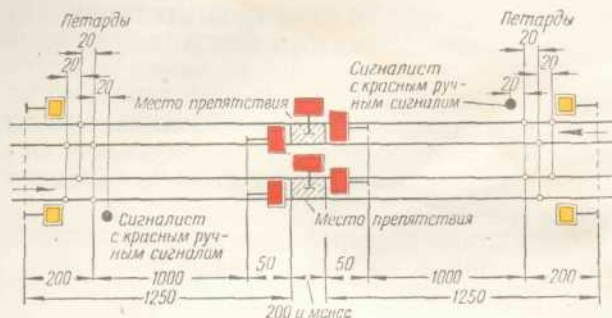 Петарды
20
20
20
Петарды
20
20
20
Сигналист
с красным руч-
ным сигналом
Место препятствия
Сигналист
с красным руч-
ным сигналом
Место препятствия
200
1000
50
50
1000
200
1250
200 и менее
1250